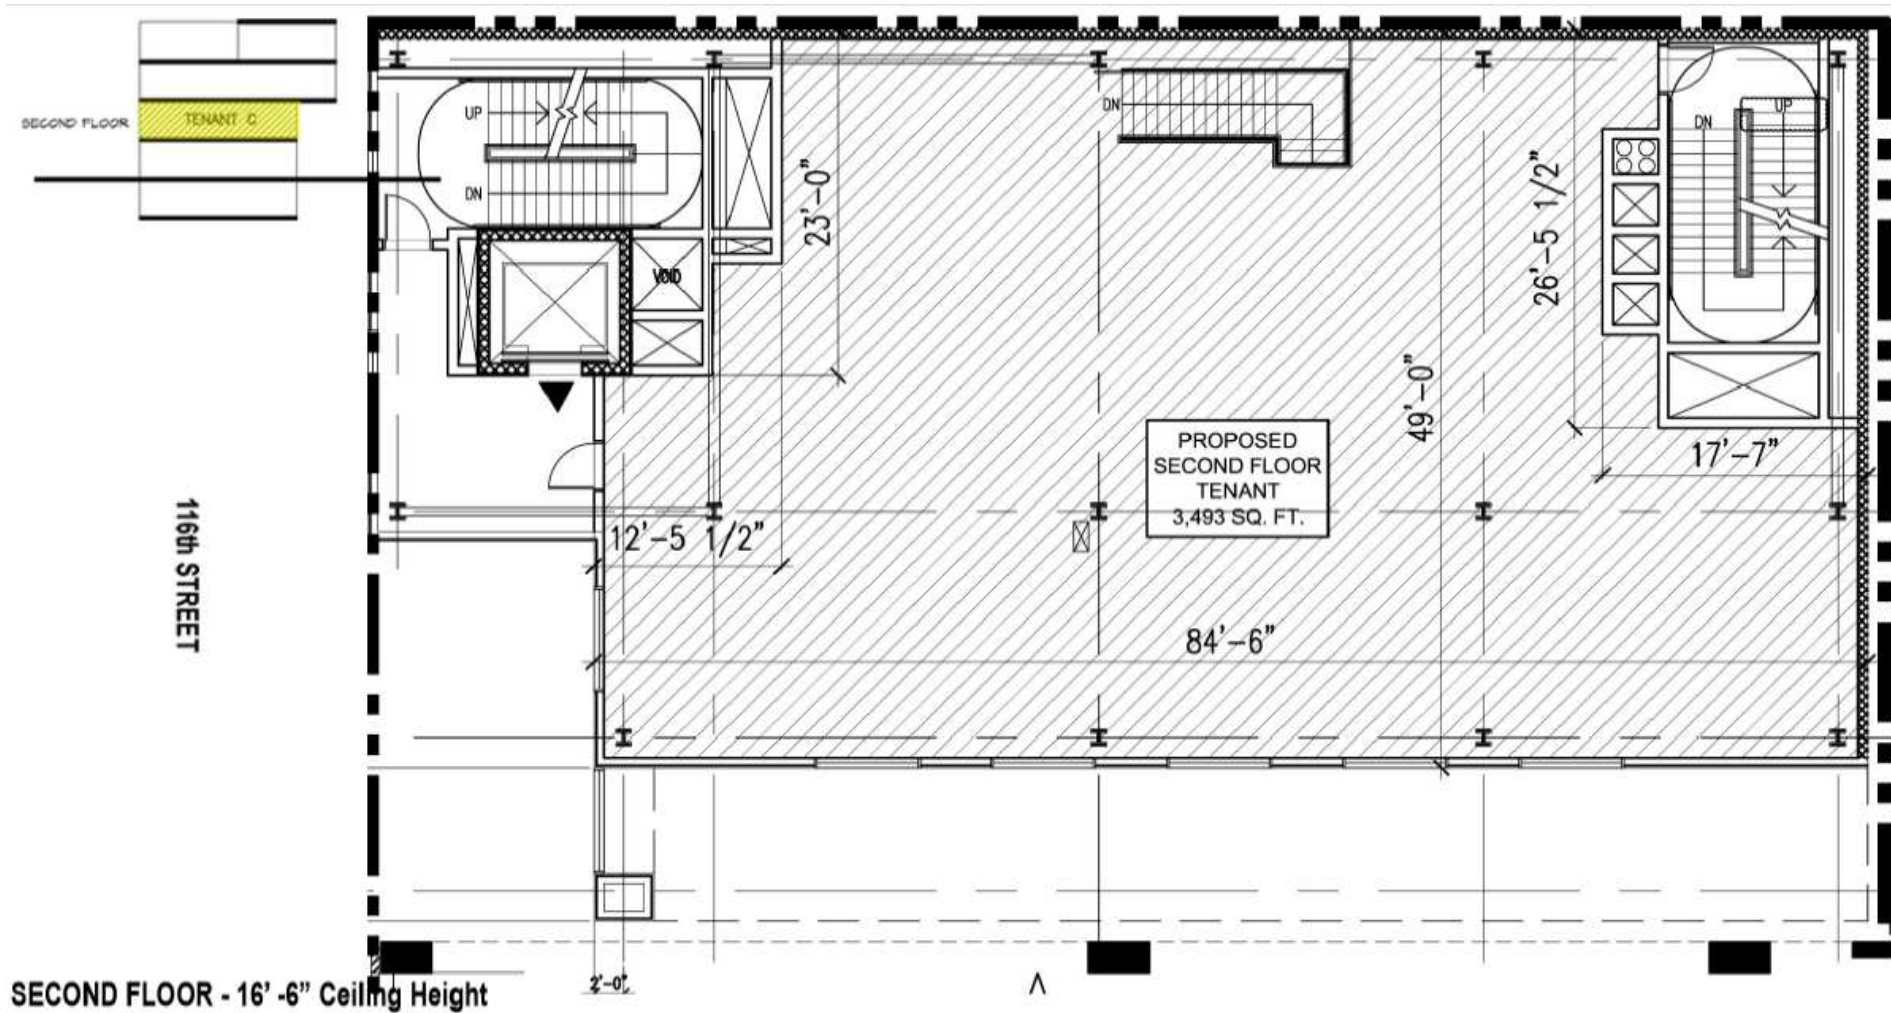 SECOND FLOOR
TENANT C
UP
DN
VOID
23'-0"
DN
26'-5 1/2"
DN
UP
49'-0"
17'-7"
PROPOSED
SECOND FLOOR
TENANT
3,493 SQ. FT.
12'-5 1/2"
84'-6"
116th STREET
2'-0"
SECOND FLOOR - 16' -6" Ceiling Height